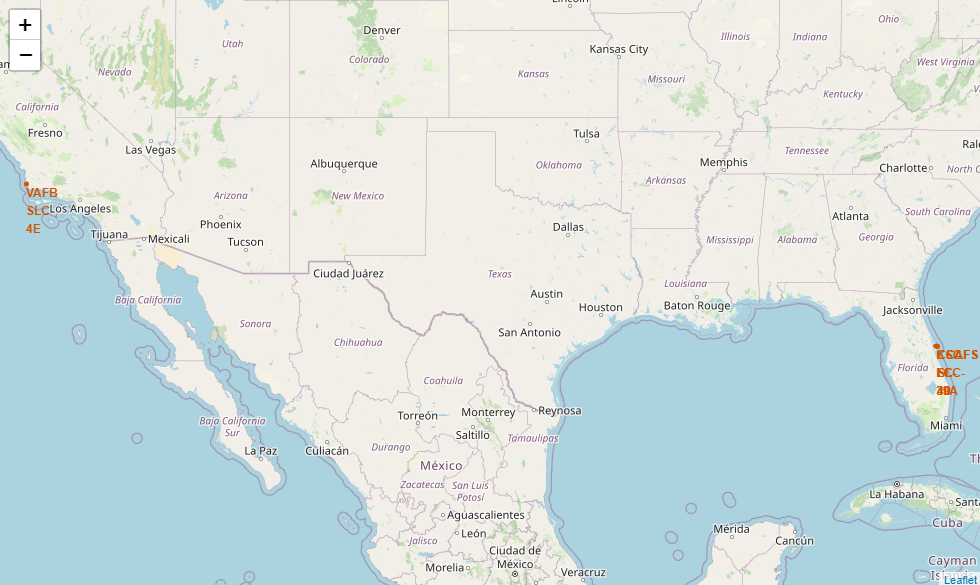 Lincoln
+
Denver
Ohio
Utah
Illinois
Indiana
−
Kansas City
Colorado
West Virginia
Nevada
Kansas
Missouri
Kentucky
California
Fresno
Tulsa
Las Vegas
Tennessee
Albuquerque
Memphis
Oklahoma
Charlotte
North C
Arkansas
VAFB
SLC-
4E
Arizona
New Mexico
Los Angeles
South Carolina
Atlanta
Phoenix
Dallas
Tijuana
Mexicali
Tucson
Mississippi
Alabama
Georgia
Ciudad Juárez
Texas
Louisiana
Austin
Baja California
Houston
Baton Rouge
Jacksonville
Sonora
San Antonio
Chihuahua
Florida
Coahuila
Torreón
Monterrey
Reynosa
Baja California
Sur
Miami
Saltillo
Tamaulipas
La Paz
Culiacán
Durango
México
Zacatecas
San Luis
Potosí
La Habana
Santa
Aguascalientes
Cuba
León
Mérida
Jalisco
Cancún
Ciudad de
México
Morelia
Veracruz
Cayman
Leaflet